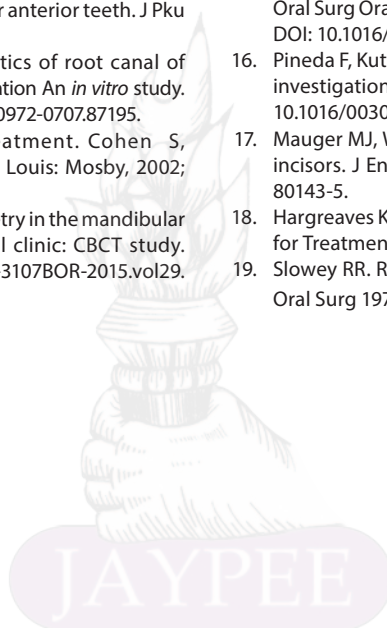 r anterior teeth. J Pku
tics of root canal of
ation An in vitro study.
0972-0707.87195.
atment. Cohen S,
Louis: Mosby, 2002;
try in the mandibular
l clinic: CBCT study.
-3107BOR-2015.vol29.
Oral Surg Ora
DOI: 10.1016/
16. Pineda F, Kut
investigation
10.1016/0030
17. Mauger MJ, W
incisors. J En
80143-5.
18. Hargreaves K
for Treatmen
19. Slowey RR. R
Oral Surg 197
JAYPEE